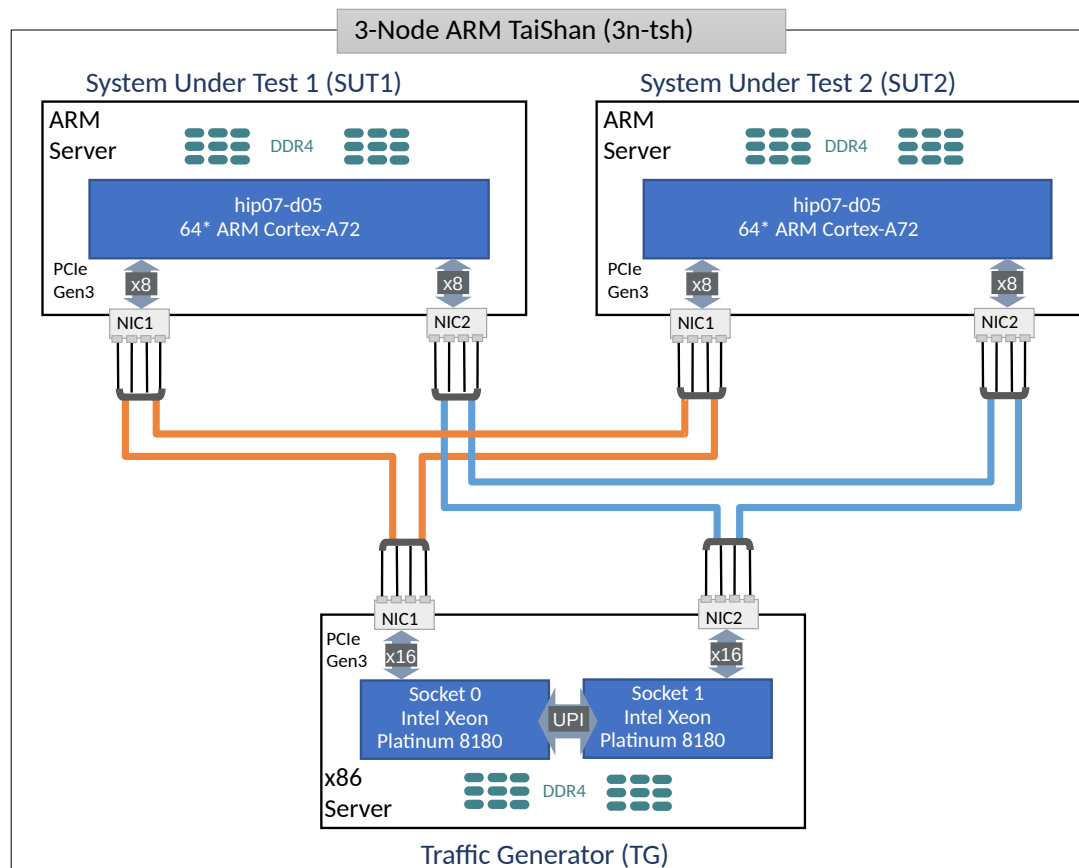 3-Node ARM TaiShan (3n-tsh)
System Under Test 1 (SUT1)
System Under Test 2 (SUT2)
ARM
Server
DDR4
hip07-d05
64* ARM Cortex-A72
PCIe
Gen3
x8
x8
NIC1
NIC2
ARM
Server
DDR4
hip07-d05
64* ARM Cortex-A72
PCIe
Gen3
x8
x8
NIC1
NIC2
NIC1
NIC2
PCIe
Gen3
x16
x16
Socket 0
Intel Xeon
Platinum 8180
UPI
Socket 1
Intel Xeon
Platinum 8180
x86
Server
DDR4
Traffic Generator (TG)